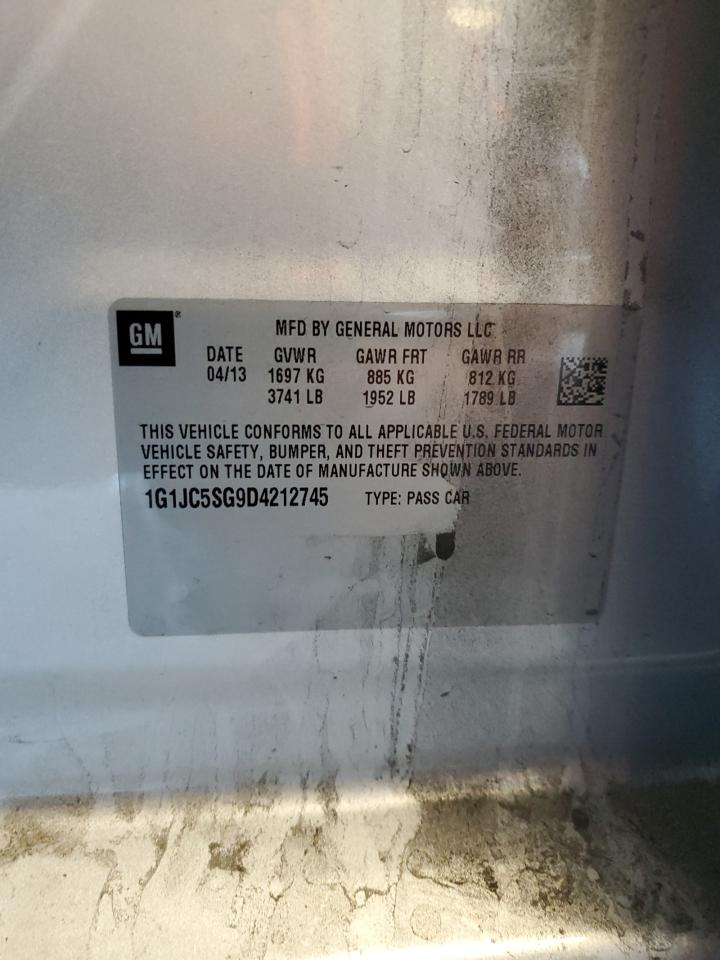 GM®
MFD BY GENERAL MOTORS LLC
DATE GVWR GAWR FRT GAWR RR
04/13 1697 KG 885 KG 812 KG
3741 LB 1952 LB 1789 LB
THIS VEHICLE CONFORMS TO ALL APPLICABLE U.S. FEDERAL MOTOR
VEHICLE SAFETY, BUMPER, AND THEFT PREVENTION STANDARDS IN
EFFECT ON THE DATE OF MANUFACTURE SHOWN ABOVE.
1G1JC5SG9D4212745 TYPE: PASS CAR